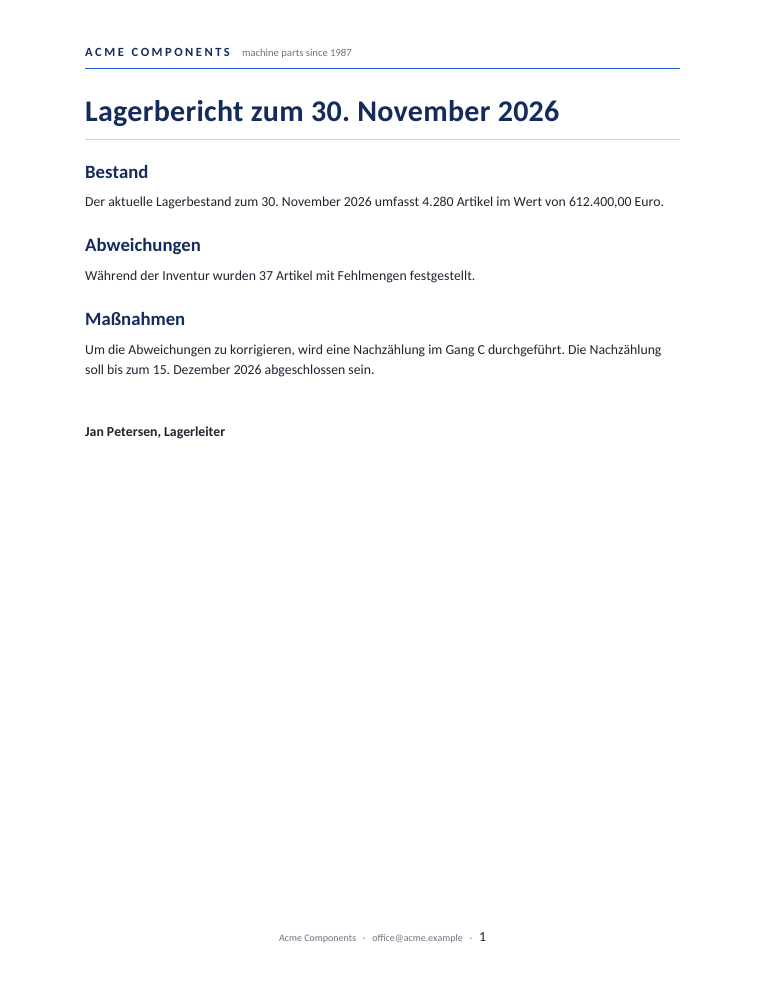 ACME COMPONENTS machine parts since 1987
Lagerbericht zum 30. November 2026
Bestand
Der aktuelle Lagerbestand zum 30. November 2026 umfasst 4.280 Artikel im Wert von 612.400,00 Euro.
Abweichungen
Während der Inventur wurden 37 Artikel mit Fehlmengen festgestellt.
Maßnahmen
Um die Abweichungen zu korrigieren, wird eine Nachzählung im Gang C durchgeführt. Die Nachzählung
soll bis zum 15. Dezember 2026 abgeschlossen sein.
Jan Petersen, Lagerleiter
Acme Components · office@acme.example · 1